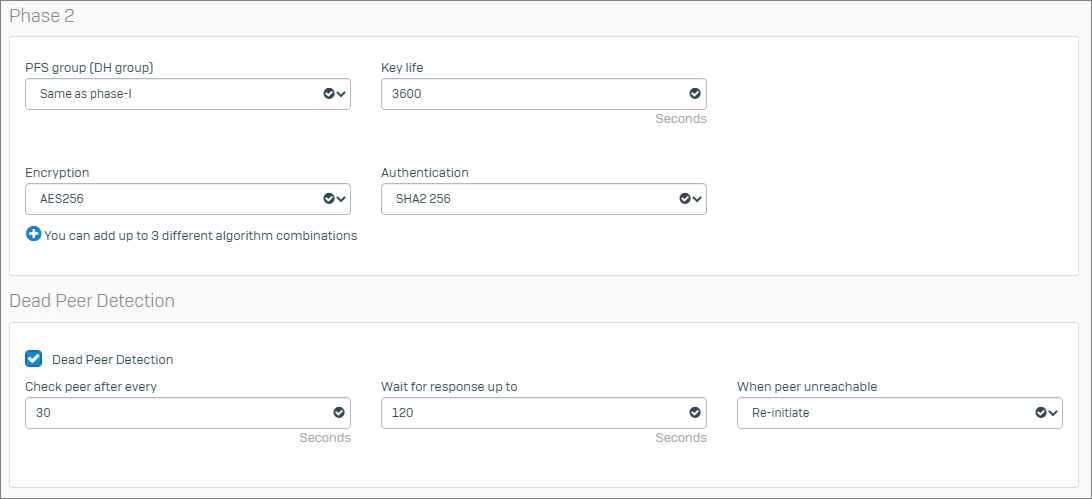 Phase 2
PFS group (DH group)
Key life
Same as phase-I
3600
Seconds
Encryption
Authentication
AES256
SHA2 256
You can add up to 3 different algorithm combinations
Dead Peer Detection
Dead Peer Detection
Check peer after every
Wait for response up to
When peer unreachable
30
120
Re-initiate
Seconds
Seconds